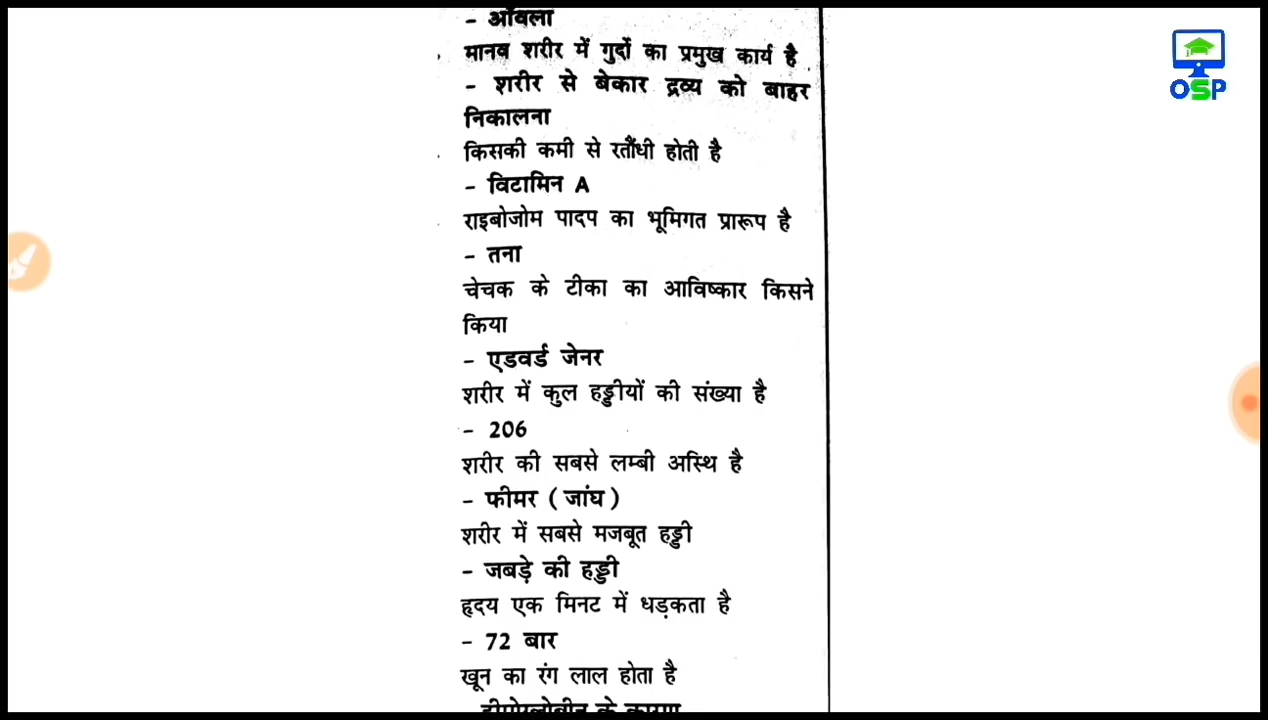 - आँवला
मानव शरीर में गुर्दो का प्रमुख कार्य है
- शरीर से बेकार द्रव्य को बाहर
निकालना
किसकी कमी से रतौंधी होती है
- विटामिन A
राइबोजोम पादप का भूमिगत प्रारूप है
- तना
चेचक के टीका का आविष्कार किसने
किया
- एडवर्ड जेनर
शरीर में कुल हड्डीयों की संख्या है
- 206
शरीर की सबसे लम्बी अस्थि है
- फीमर (जांघ)
शरीर में सबसे मजबूत हड्डी
- जबड़े की हड्डी
हृदय एक मिनट में धड़कता है
- 72 बार
खून का रंग लाल होता है
हीमोग्लोबीन के कारण
OSP